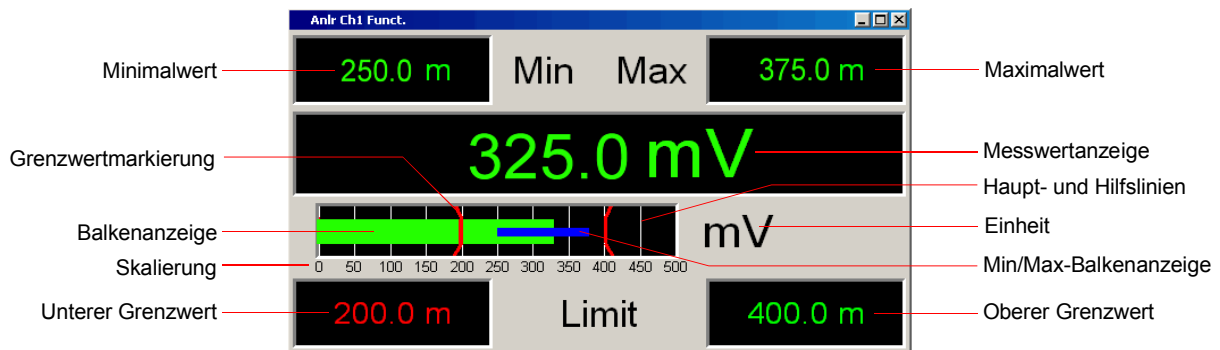 Anlr Ch1 Funct.
Minimalwert
250.0 m
Min Max
375.0 m
Maximalwert
Grenzwertmarkierung
325.0 mV
Messwertanzeige
Haupt- und Hilfslinien
Balkenanzeige
mV
Einheit
Skalierung
0 50 100 150 200 250 300 350 400 450 500
Min/Max-Balkenanzeige
Unterer Grenzwert
200.0 m
Limit
400.0 m
Oberer Grenzwert